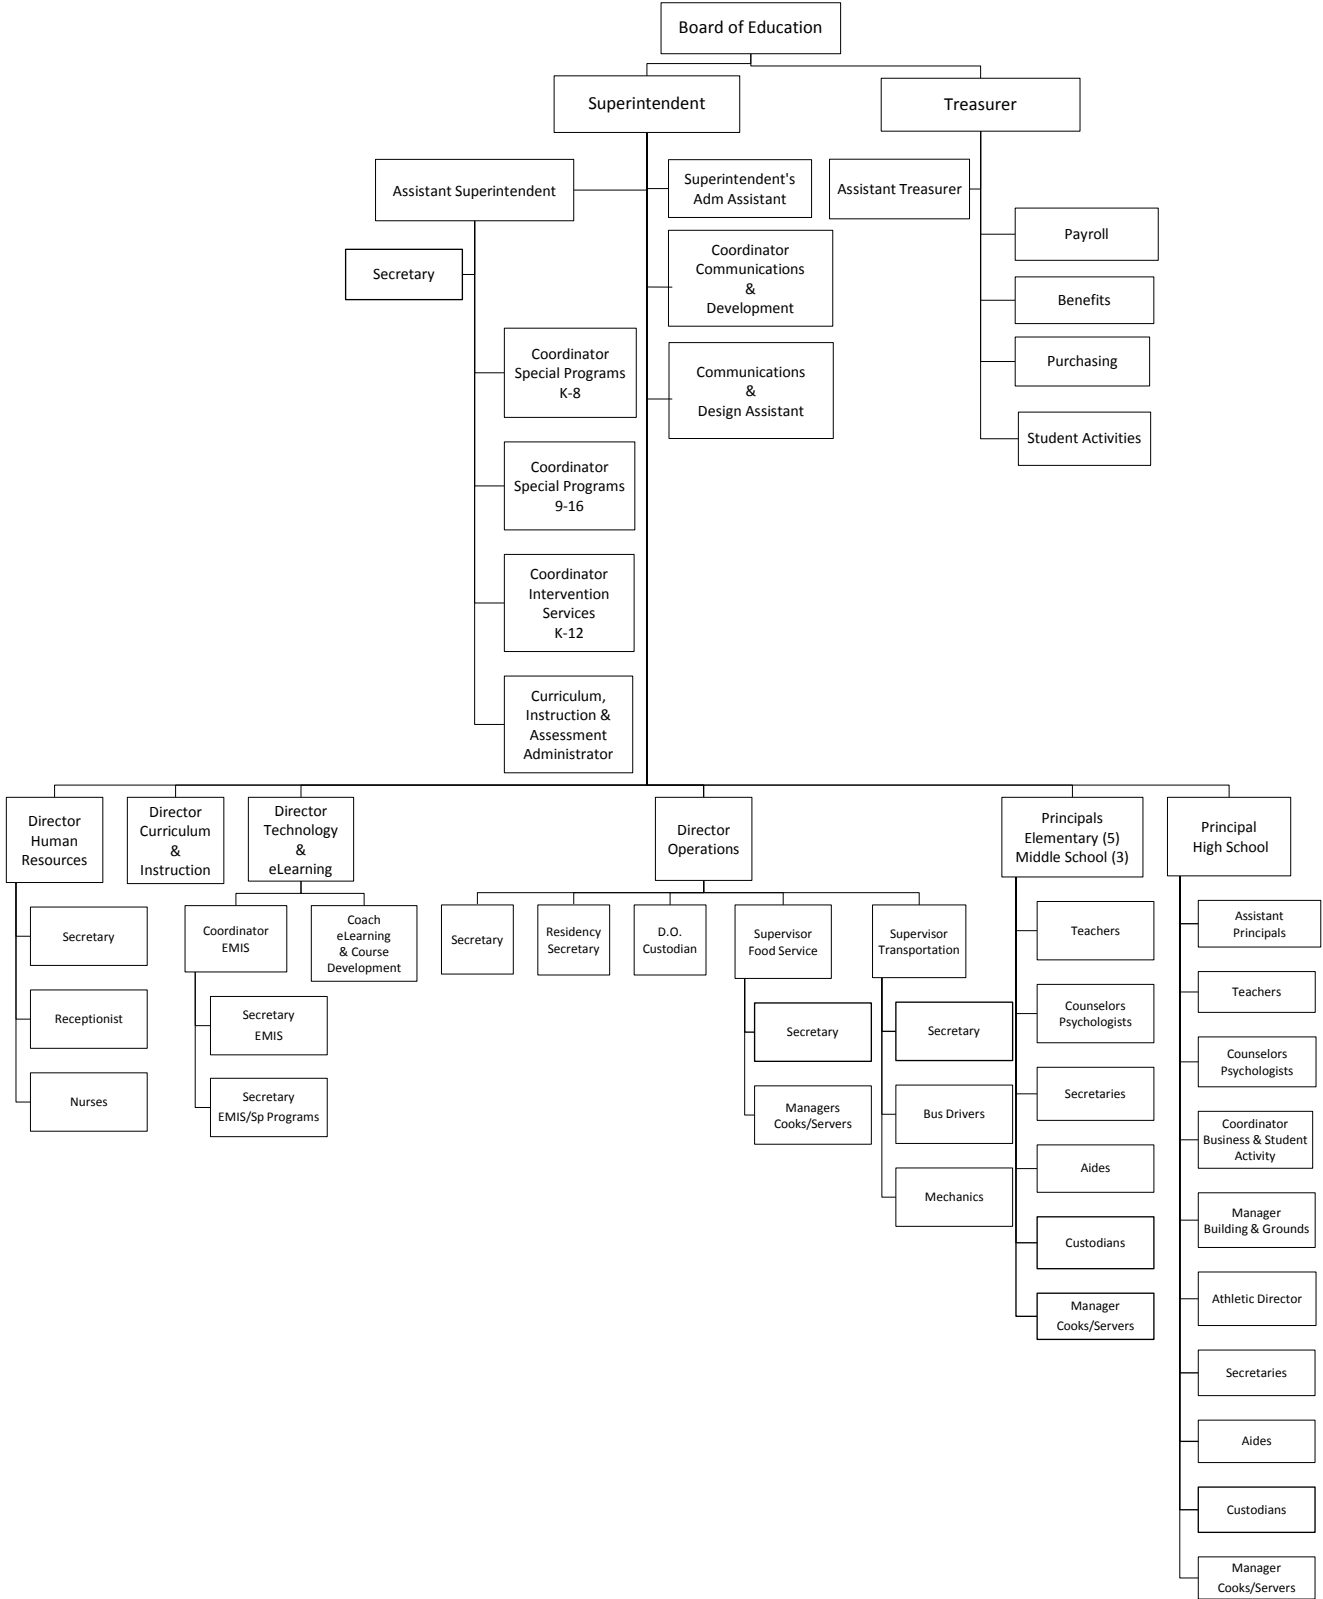 Board of Education
Superintendent
Treasurer
Assistant Superintendent
Superintendent's
Adm Assistant
Assistant Treasurer
Payroll
Secretary
Coordinator
Communications
&
Development
Benefits
Coordinator
Special Programs
K-8
Communications
&
Design Assistant
Purchasing
Student Activities
Coordinator
Special Programs
9-16
Coordinator
Intervention
Services
K-12
Curriculum,
Instruction &
Assessment
Administrator
Director
Human
Resources
Director
Curriculum
&
Instruction
Director
Technology
&
eLearning
Director
Operations
Principals
Elementary (5)
Middle School (3)
Principal
High School
Secretary
Receptionist
Nurses
Coordinator
EMIS
Coach
eLearning
& Course
Development
Secretary
EMIS
Secretary
EMIS/Sp Programs
Secretary
Residency
Secretary
D.O.
Custodian
Supervisor
Food Service
Supervisor
Transportation
Secretary
Managers
Cooks/Servers
Secretary
Bus Drivers
Mechanics
Teachers
Counselors
Psychologists
Secretaries
Aides
Custodians
Manager
Cooks/Servers
Assistant
Principals
Teachers
Counselors
Psychologists
Coordinator
Business & Student
Activity
Manager
Building & Grounds
Athletic Director
Secretaries
Aides
Custodians
Manager
Cooks/Servers